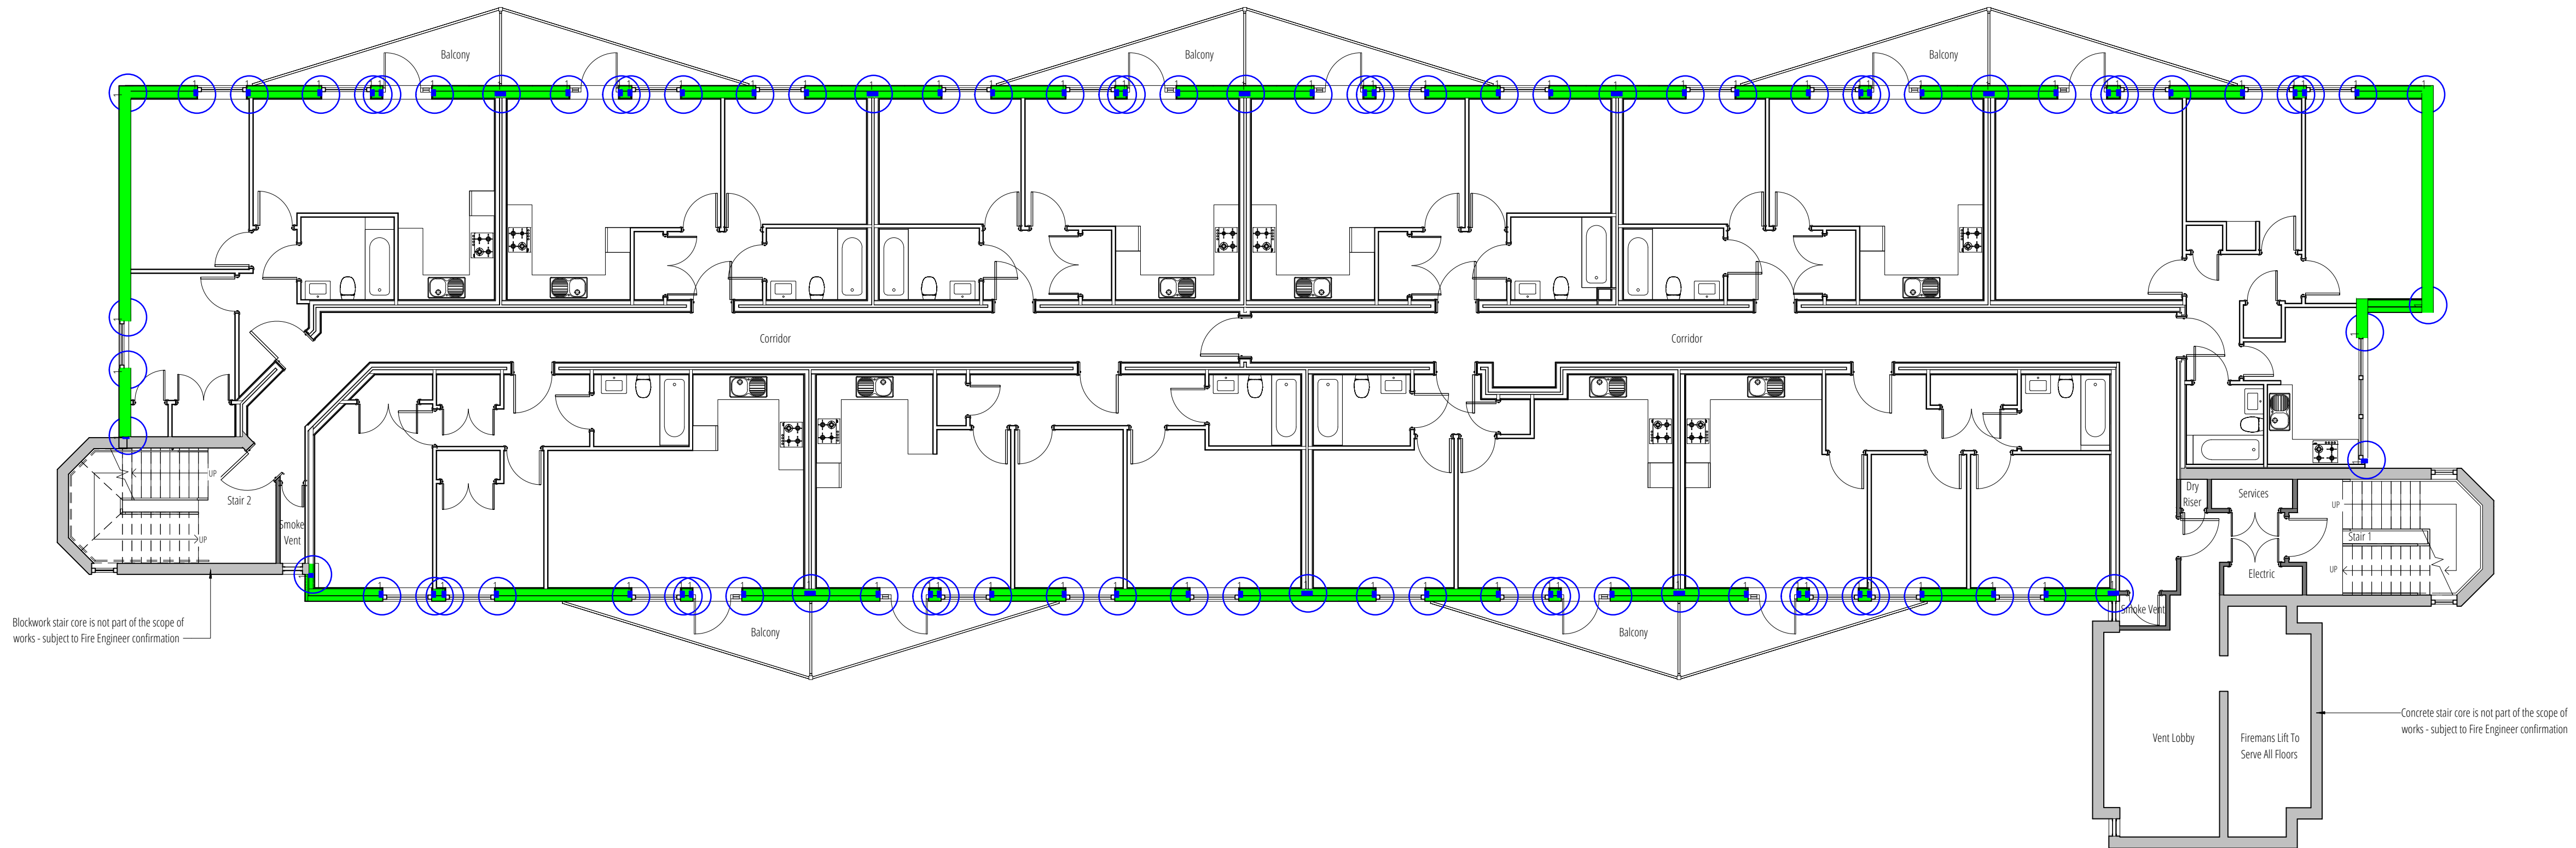 Balcony
Balcony
Balcony
Corridor
Corridor
UP
Stair 2
Smoke
Vent
UP
Dry
Riser
Services
UP
Stair 1
UP
Electric
Smoke Vent
Blockwork stair core is not part of the scope of
works - subject to Fire Engineer confirmation
Balcony
Balcony
Vent Lobby
Firemans Lift To
Serve All Floors
Concrete stair core is not part of the scope of
works - subject to Fire Engineer confirmation